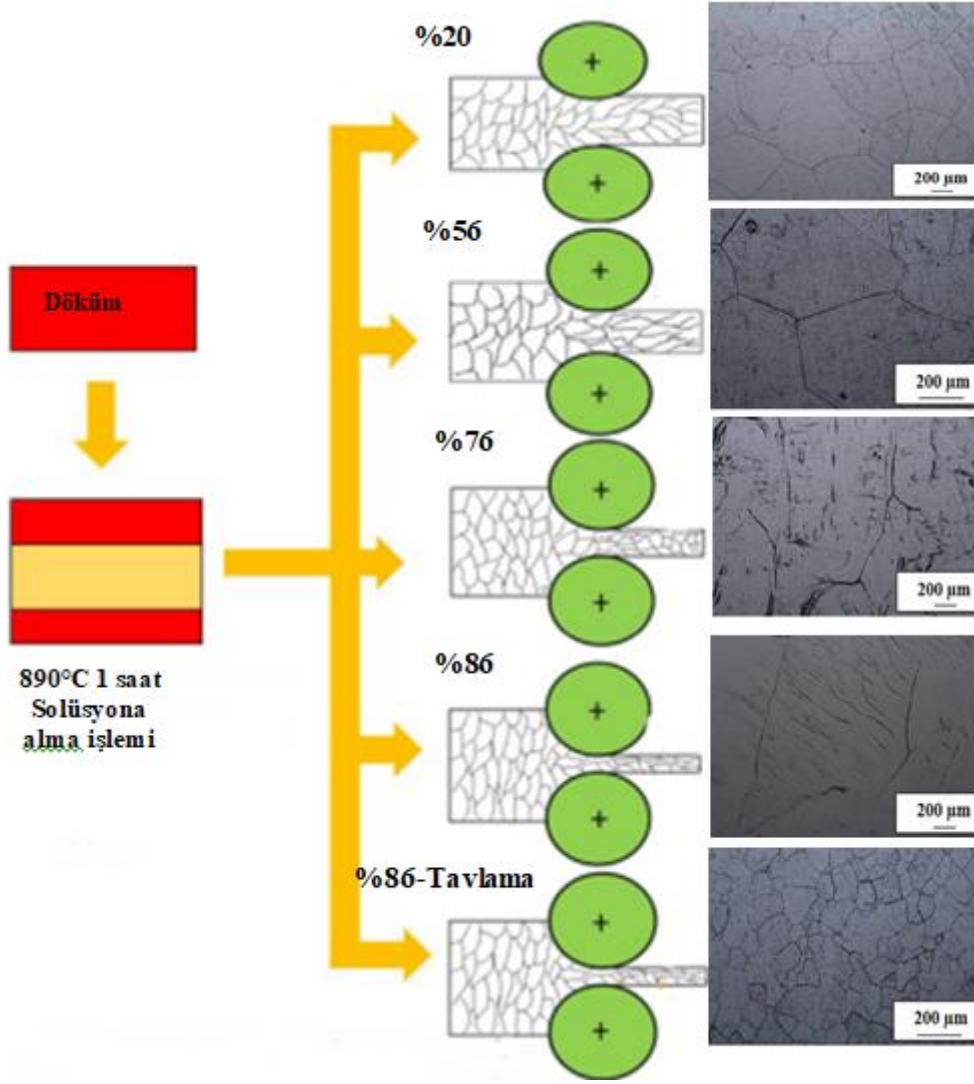 %20
200 µm
%56
200 µm
Döküm
%76
200 µm
890°C 1 saat
Solüsyona
alma işlemi
%86
200 µm
%86-Tavlama
200 µm